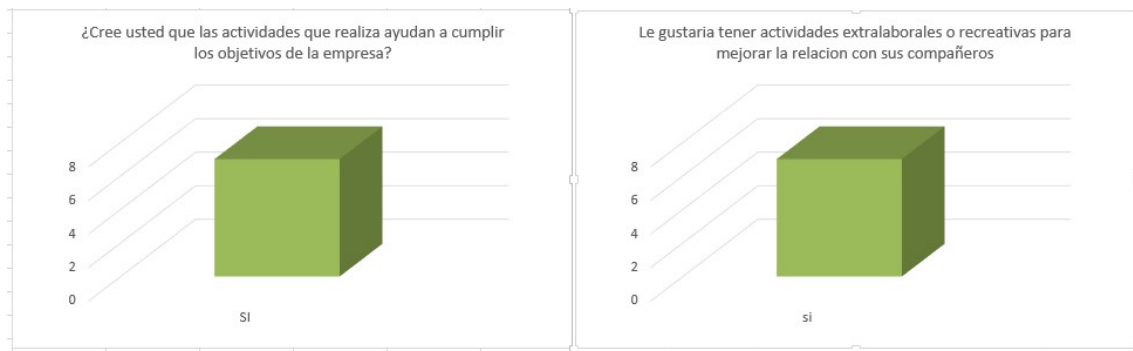 ¿Cree usted que las actividades que realiza ayudan a cumplir
los objetivos de la empresa?
8
6
4
2
0
SI
Le gustaria tener actividades extralaborales o recreativas para
mejorar la relacion con sus compañeros
8
6
4
2
0
si